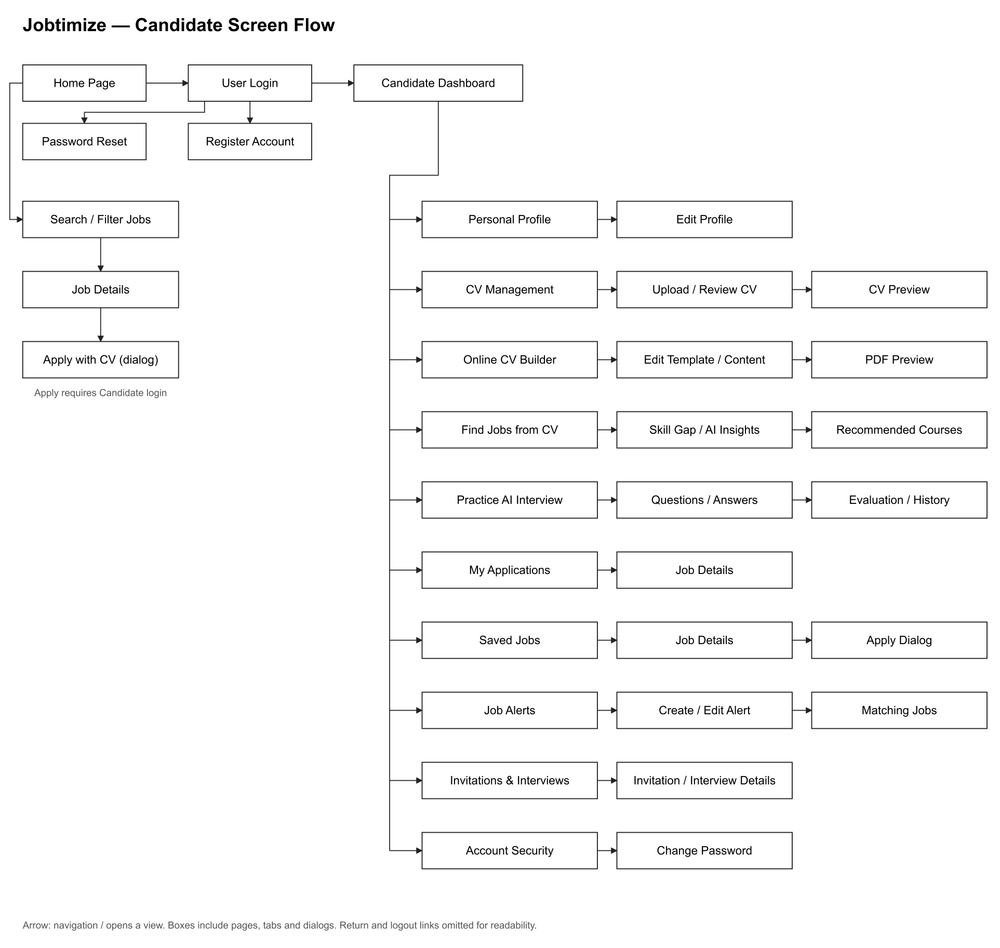 Jobtimize — Candidate Screen Flow
Home Page
User Login
Candidate Dashboard
Password Reset
Register Account
Search / Filter Jobs
Personal Profile
Edit Profile
Job Details
CV Management
Upload / Review CV
CV Preview
Apply with CV (dialog)
Online CV Builder
Edit Template / Content
PDF Preview
Apply requires Candidate login
Find Jobs from CV
Skill Gap / AI Insights
Recommended Courses
Practice AI Interview
Questions / Answers
Evaluation / History
My Applications
Job Details
Saved Jobs
Job Details
Apply Dialog
Job Alerts
Create / Edit Alert
Matching Jobs
Invitations & Interviews
Invitation / Interview Details
Account Security
Change Password
Arrow: navigation / opens a view. Boxes include pages, tabs and dialogs. Return and logout links omitted for readability.